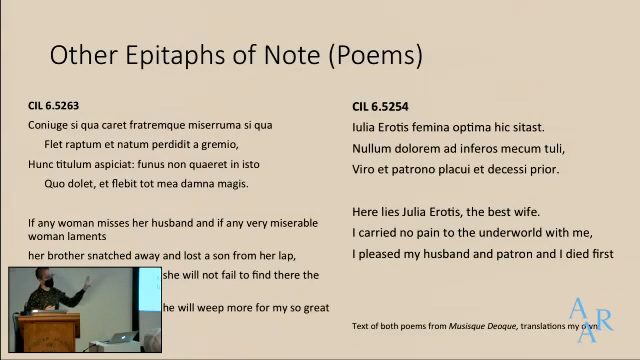 Other Epitaphs of Note (Poems)
CIL 6.5263
Coniuge si qua caret fratremque miserruma si qua
Flet raptum et natum perdidit a gremio,
Hunc titulum aspiciat: funus non quaeret in isto
Quo dolet, et flebit tot mea damna magis.
If any woman misses her husband and if any very miserable
woman laments
her brother snatched away and lost a son from her lap,
she will not fail to find there the
he will weep more for my so great
CIL 6.5254
Iulia Erotis femina optima hic sitast.
Nullum dolorem ad inferos mecum tuli,
Viro et patrono placui et decessi prior.
Here lies Julia Erotis, the best wife.
I carried no pain to the underworld with me,
I pleased my husband and patron and I died first
Text of both poems from Musisque Deoque, translations my own
AAR